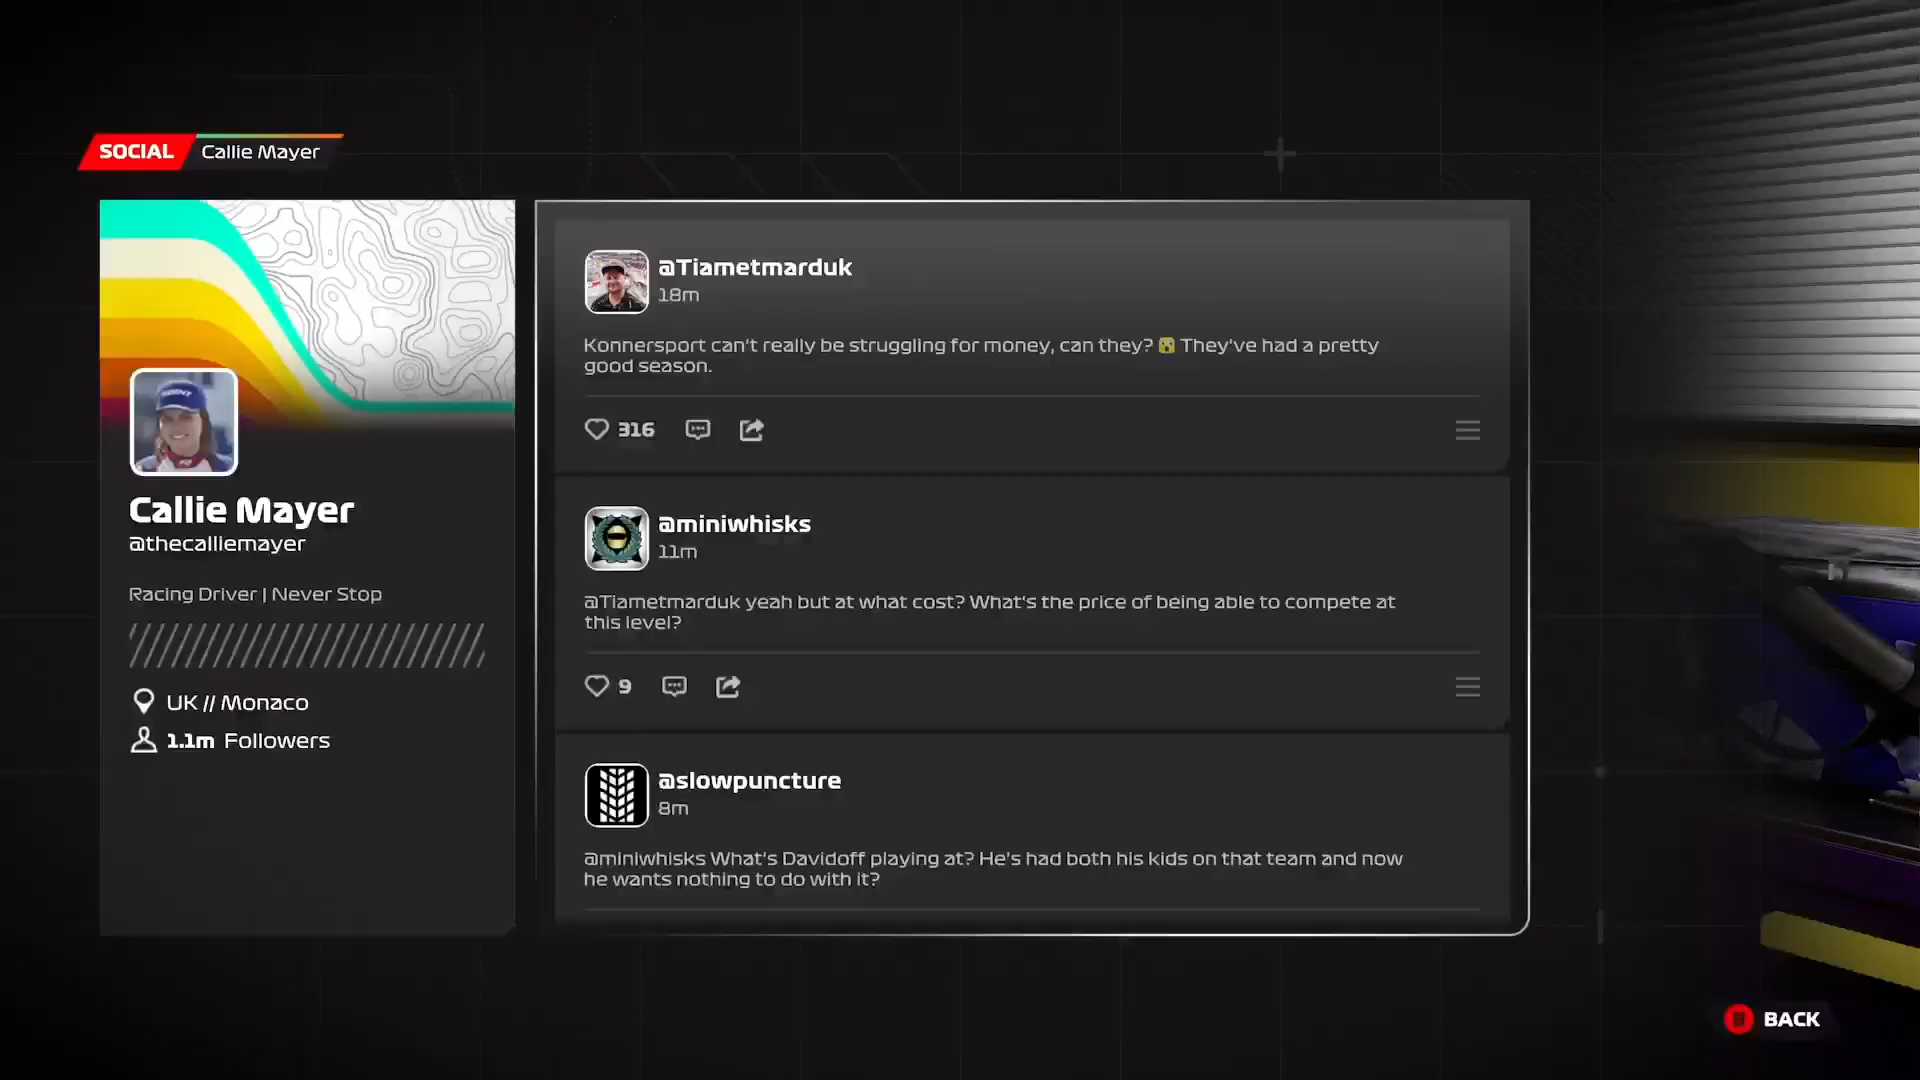 SOCIAL Callie Mayer
Callie Mayer
@thecalliemayer
Racing Driver | Never Stop
UK // Monaco
1.1m Followers
@Tiametmarduk
18m
Konnersport can't really be struggling for money, can they? 😮 They've had a pretty
good season.
316
@miniwhisks
11m
@Tiametmarduk yeah but at what cost? What's the price of being able to compete at
this level?
9
@slowpuncture
8m
@miniwhisks What's Davidoff playing at? He's had both his kids on that team and now
he wants nothing to do with it?
B BACK